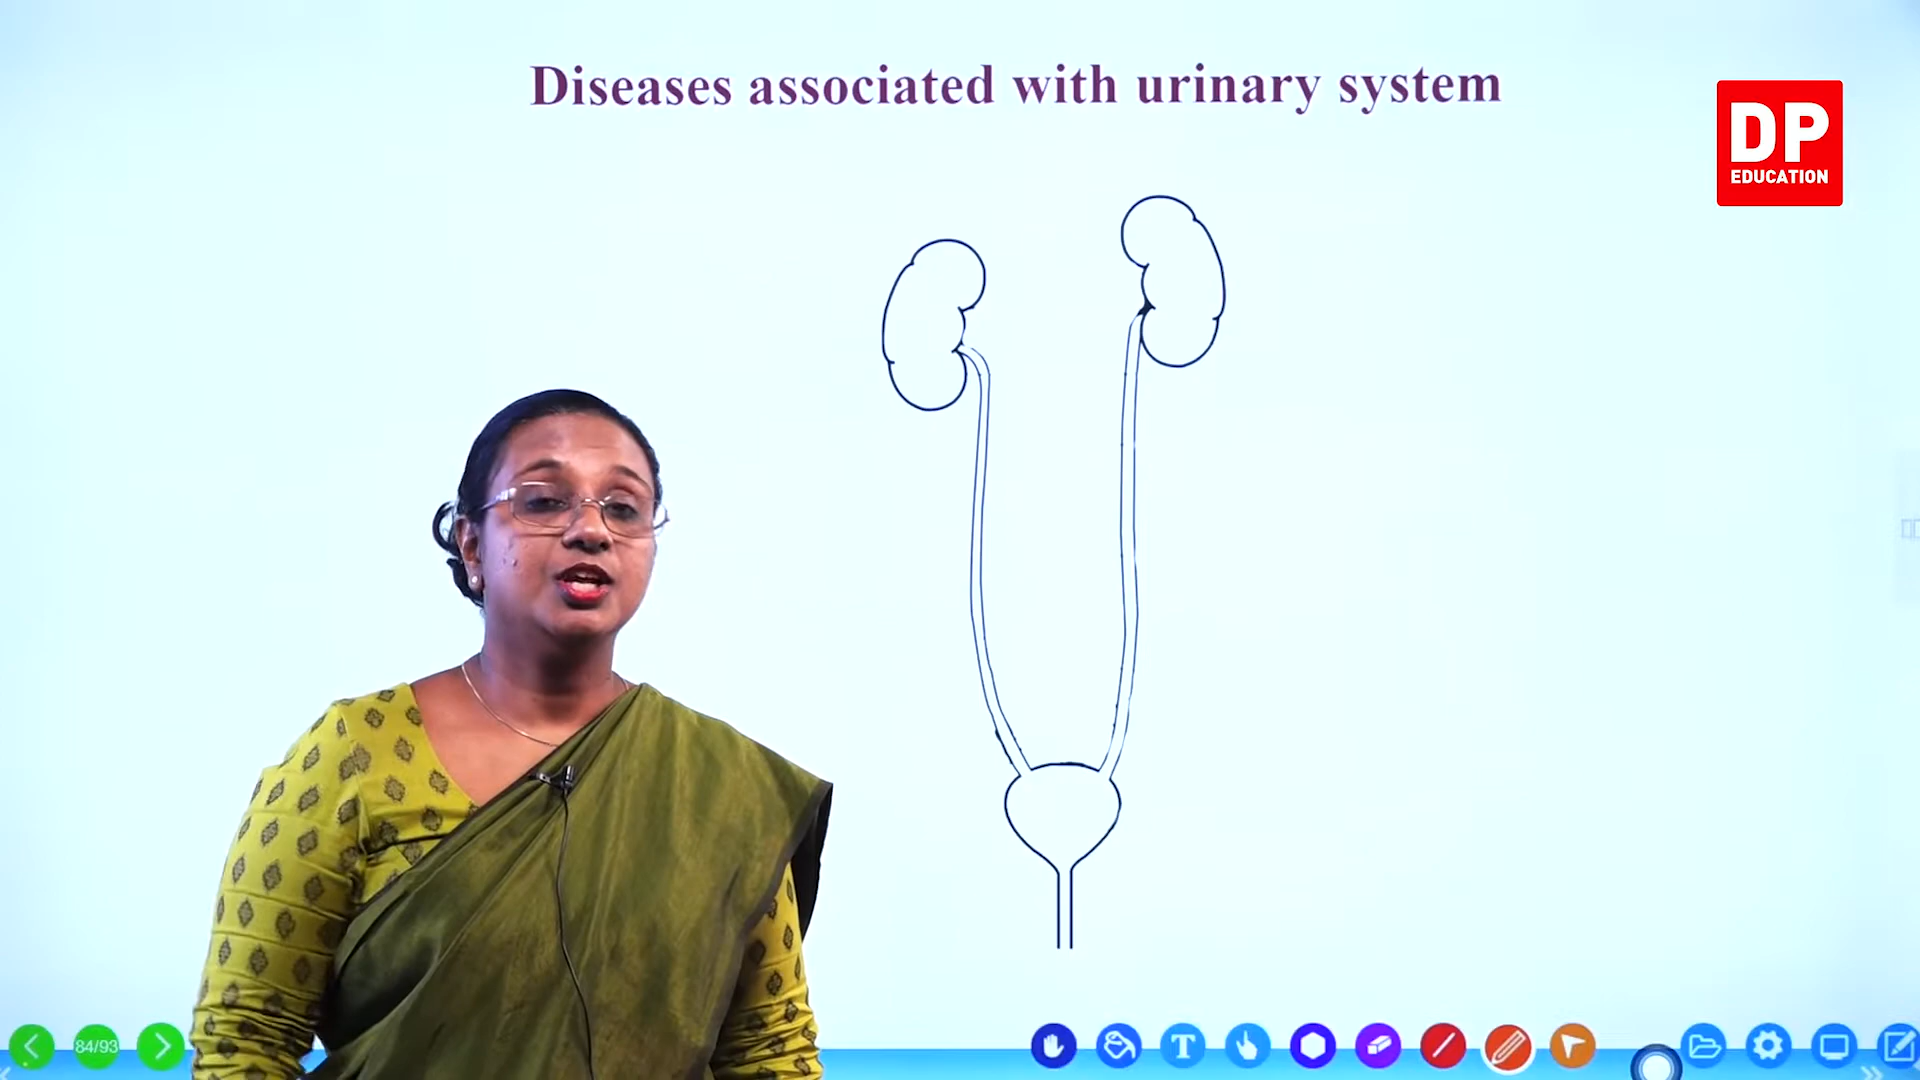 Diseases associated with urinary system
DP
EDUCATION
84/93
T